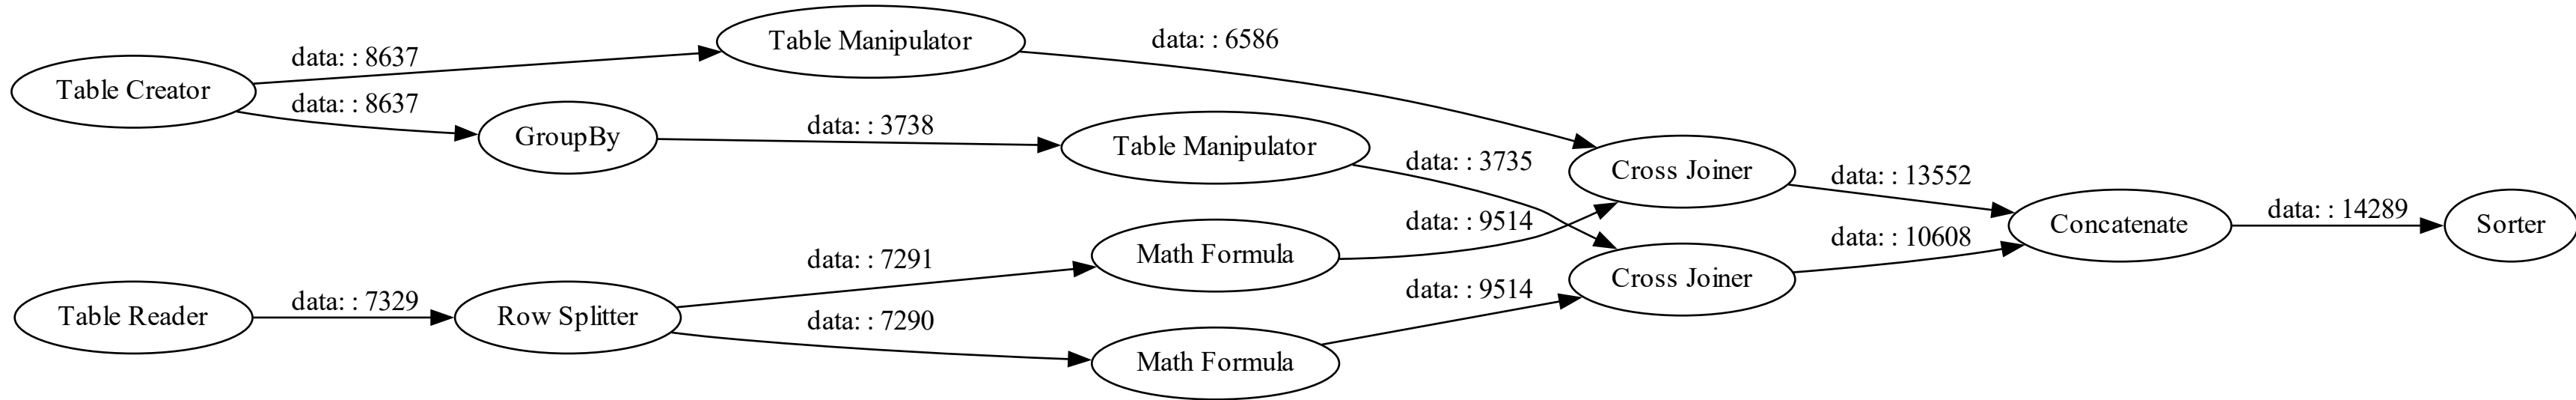 Table Creator
data: : 8637
data: : 8637
Table Manipulator
data: : 6586
GroupBy
data: : 3738
Table Manipulator
data: : 3735
Table Reader
data: : 7329
Row Splitter
data: : 7291
data: : 7290
Math Formula
data: : 9514
Math Formula
data: : 9514
Cross Joiner
data: : 13552
Cross Joiner
data: : 10608
Concatenate
data: : 14289
Sorter